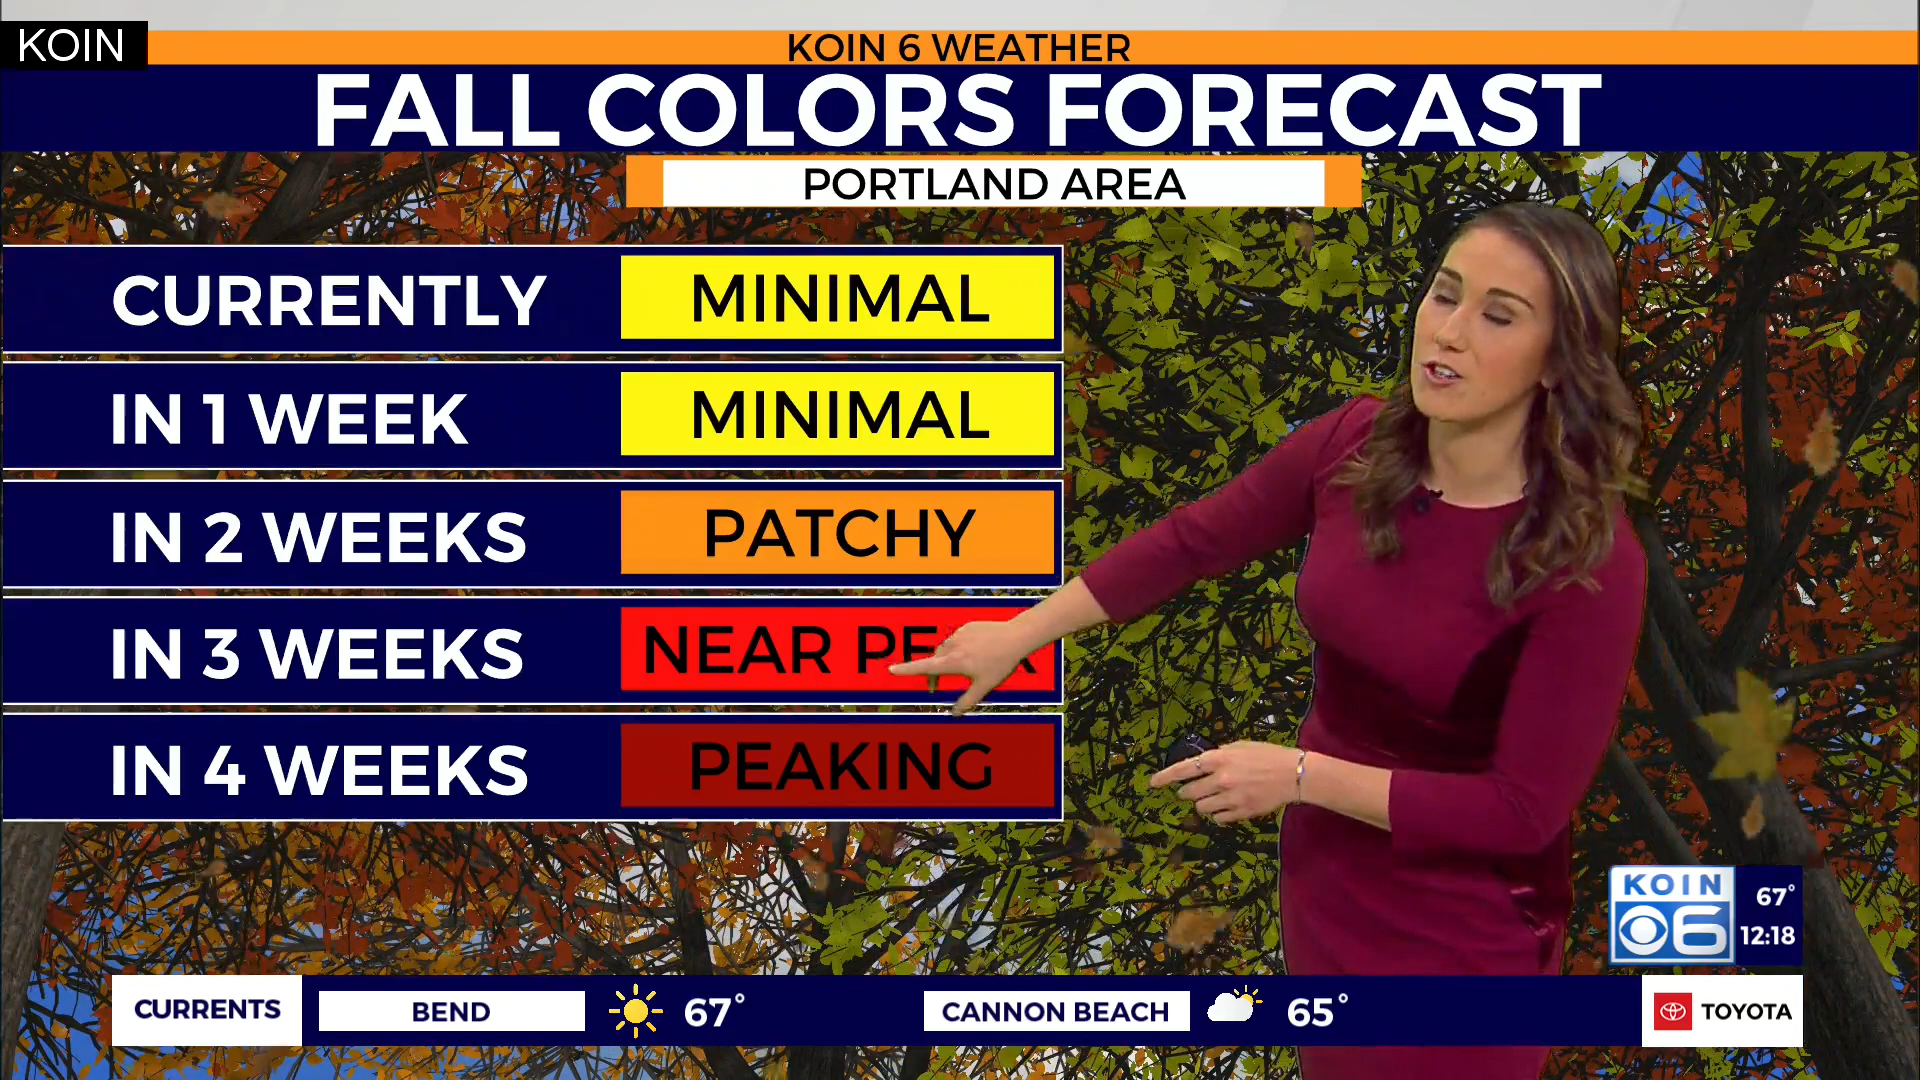 KOIN
KOIN 6 WEATHER
FALL COLORS FORECAST
PORTLAND AREA
CURRENTLY MINIMAL
IN 1 WEEK MINIMAL
IN 2 WEEKS PATCHY
IN 3 WEEKS NEAR PEAK
IN 4 WEEKS PEAKING
KOIN 6
67°
12:18
CURRENTS BEND 67° CANNON BEACH 65° TOYOTA